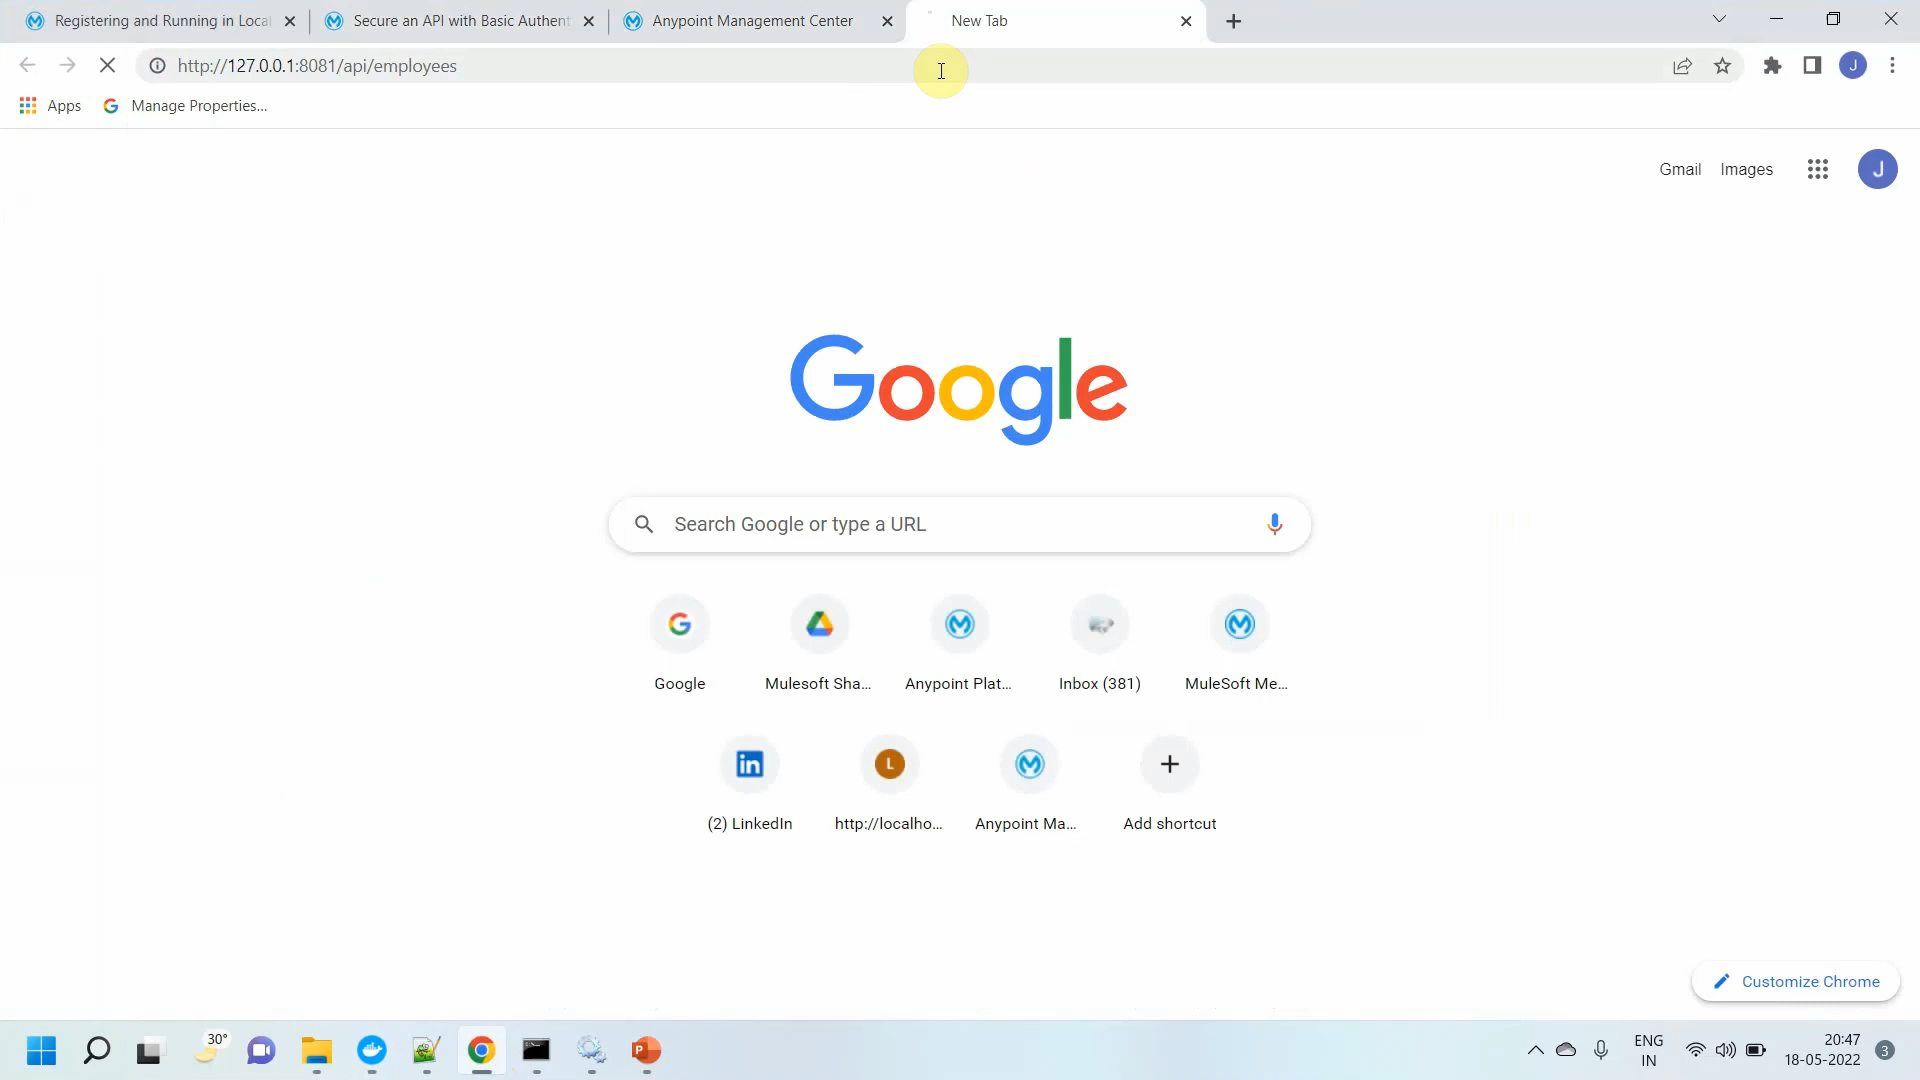 Registering and Running in Local
Secure an API with Basic Authent
Anypoint Management Center
New Tab
http://127.0.0.1:8081/api/employees
J
Apps
Manage Properties...
Gmail
Images
J
Google
Search Google or type a URL
Google
Mulesoft Sha...
Anypoint Plat...
Inbox (381)
MuleSoft Me...
in
L
(2) LinkedIn
http://localho...
Anypoint Ma...
Add shortcut
Customize Chrome
30°
P
ENG
IN
20:47
18-05-2022
3